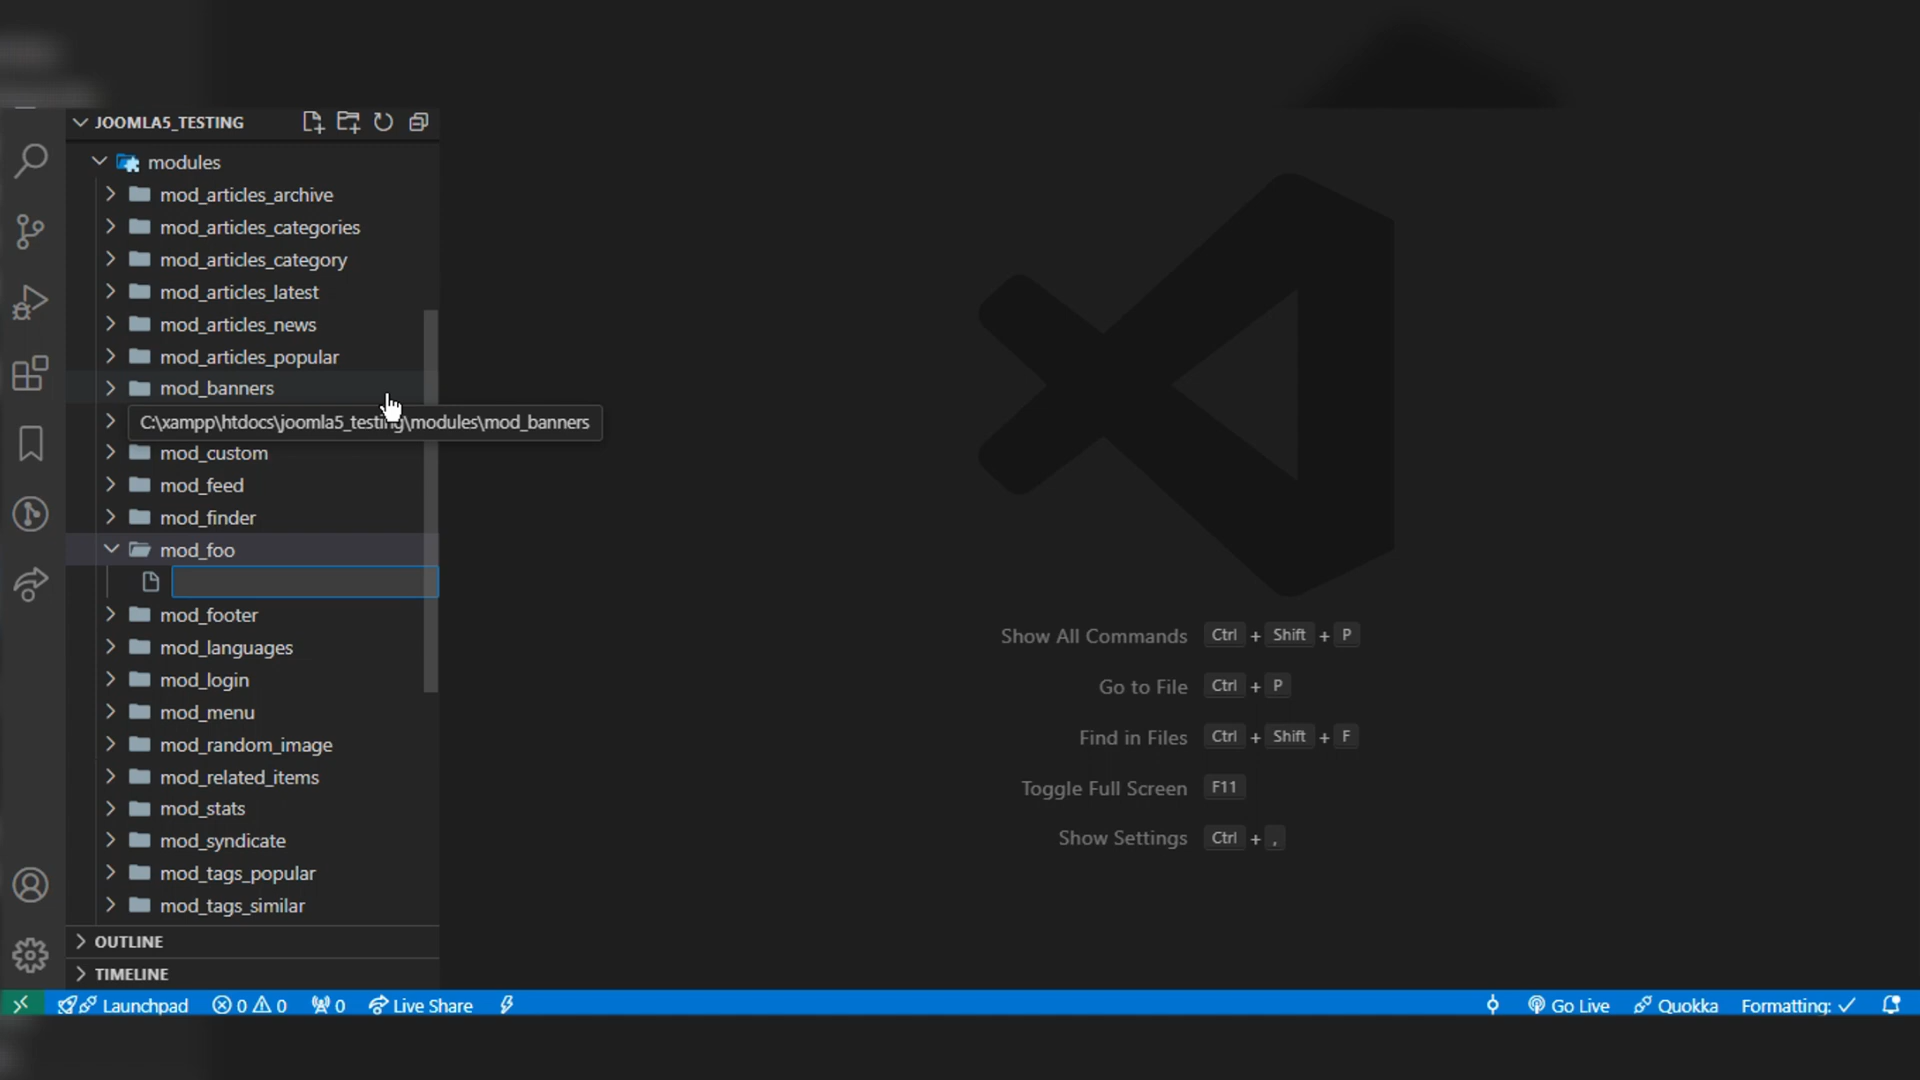 JOOMLA5_TESTING
modules
mod_articles_archive
mod_articles_categories
mod_articles_category
mod_articles_latest
mod_articles_news
mod_articles_popular
mod_banners
C:\xampp\htdocs\joomla5_testing\modules\mod_banners
mod_custom
mod_feed
mod_finder
mod_foo
mod_footer
mod_languages
mod_login
mod_menu
mod_random_image
mod_related_items
mod_stats
mod_syndicate
mod_tags_popular
mod_tags_similar
OUTLINE
TIMELINE
Show All Commands Ctrl + Shift + P
Go to File Ctrl + P
Find in Files Ctrl + Shift + F
Toggle Full Screen F11
Show Settings Ctrl + ,
Launchpad 0 0 0 Live Share Go Live Quokka Formatting: ✓